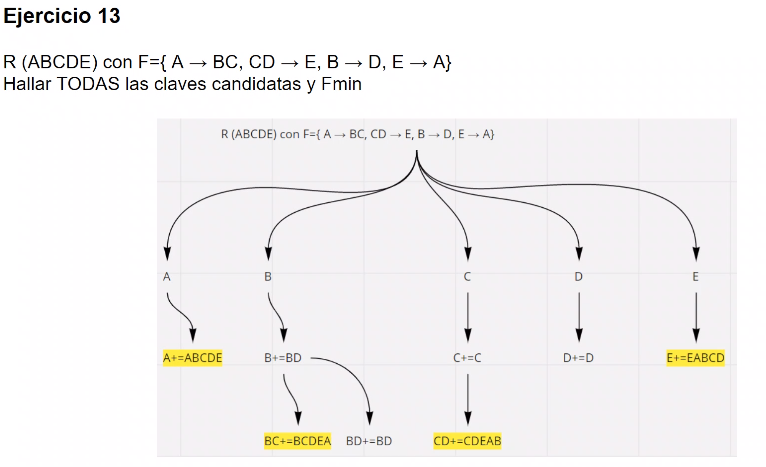 Ejercicio 13
R (ABCDE) con F={ A → BC, CD → E, B → D, E → A}
Hallar TODAS las claves candidatas y Fmin
R (ABCDE) con F={ A → BC, CD → E, B → D, E → A}
A B C D E
A+=ABCDE B+=BD C+=C D+=D E+=EABCD
BC+=BCDEA BD+=BD CD+=CDEAB